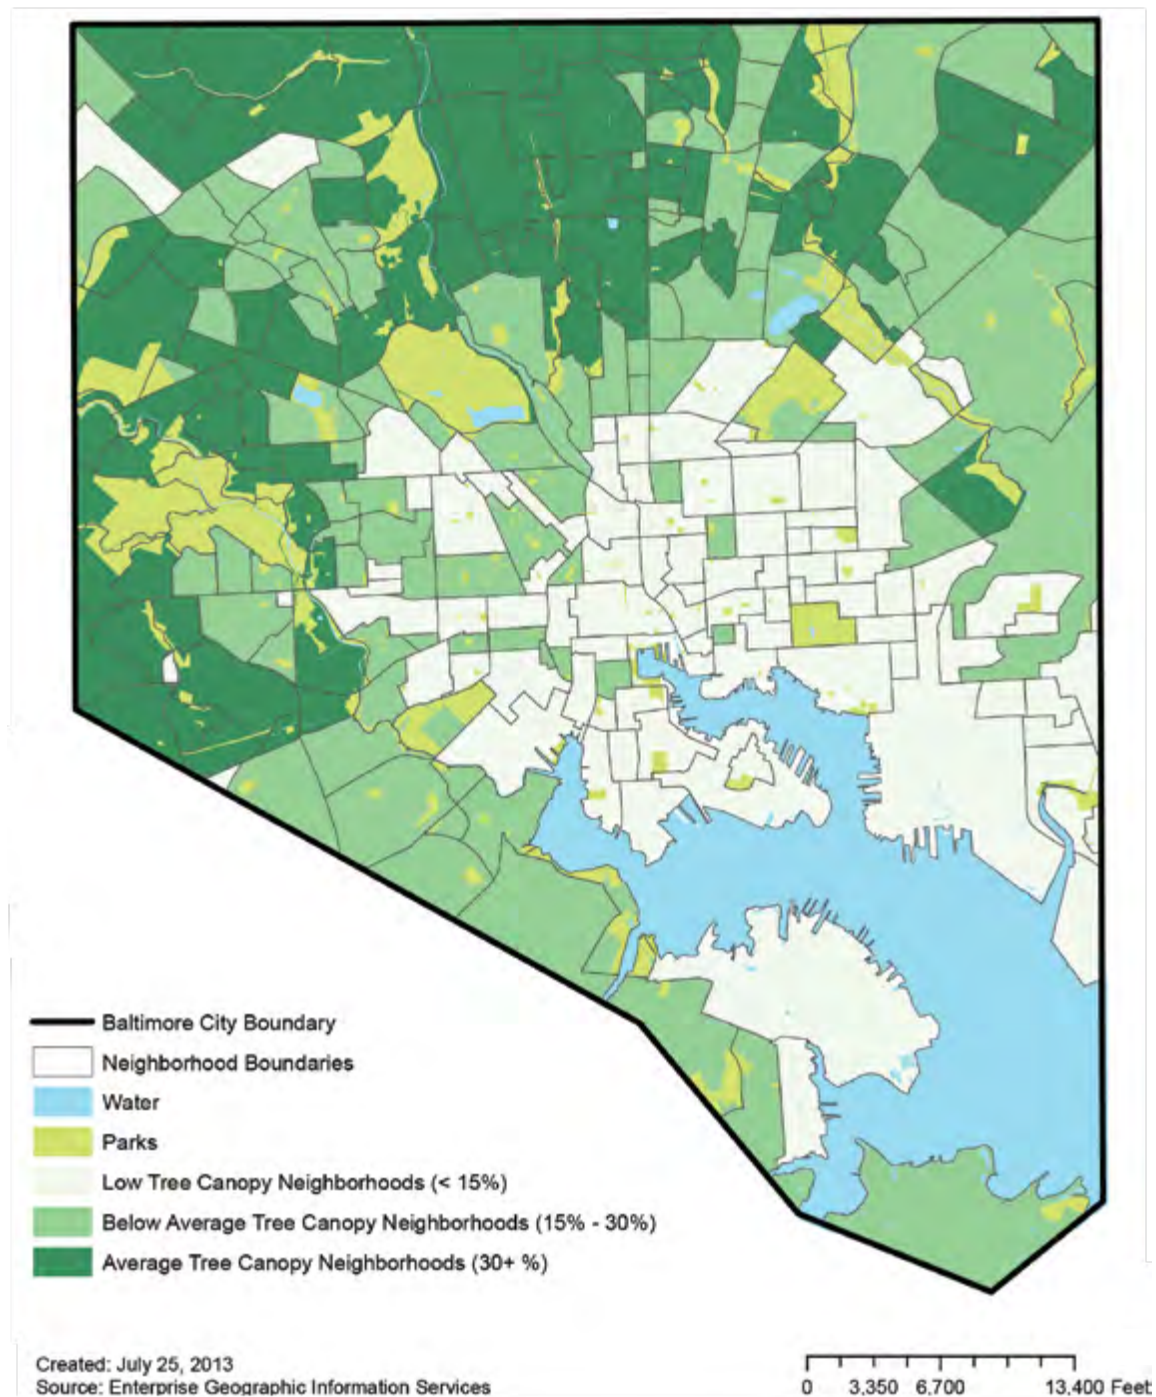 Baltimore City Boundary
Neighborhood Boundaries
Water
Parks
Low Tree Canopy Neighborhoods (< 15%)
Below Average Tree Canopy Neighborhoods (15% - 30%)
Average Tree Canopy Neighborhoods (30+ %)
Created: July 25, 2013
Source: Enterprise Geographic Information Services
0 3,350 6,700 13,400 Feet